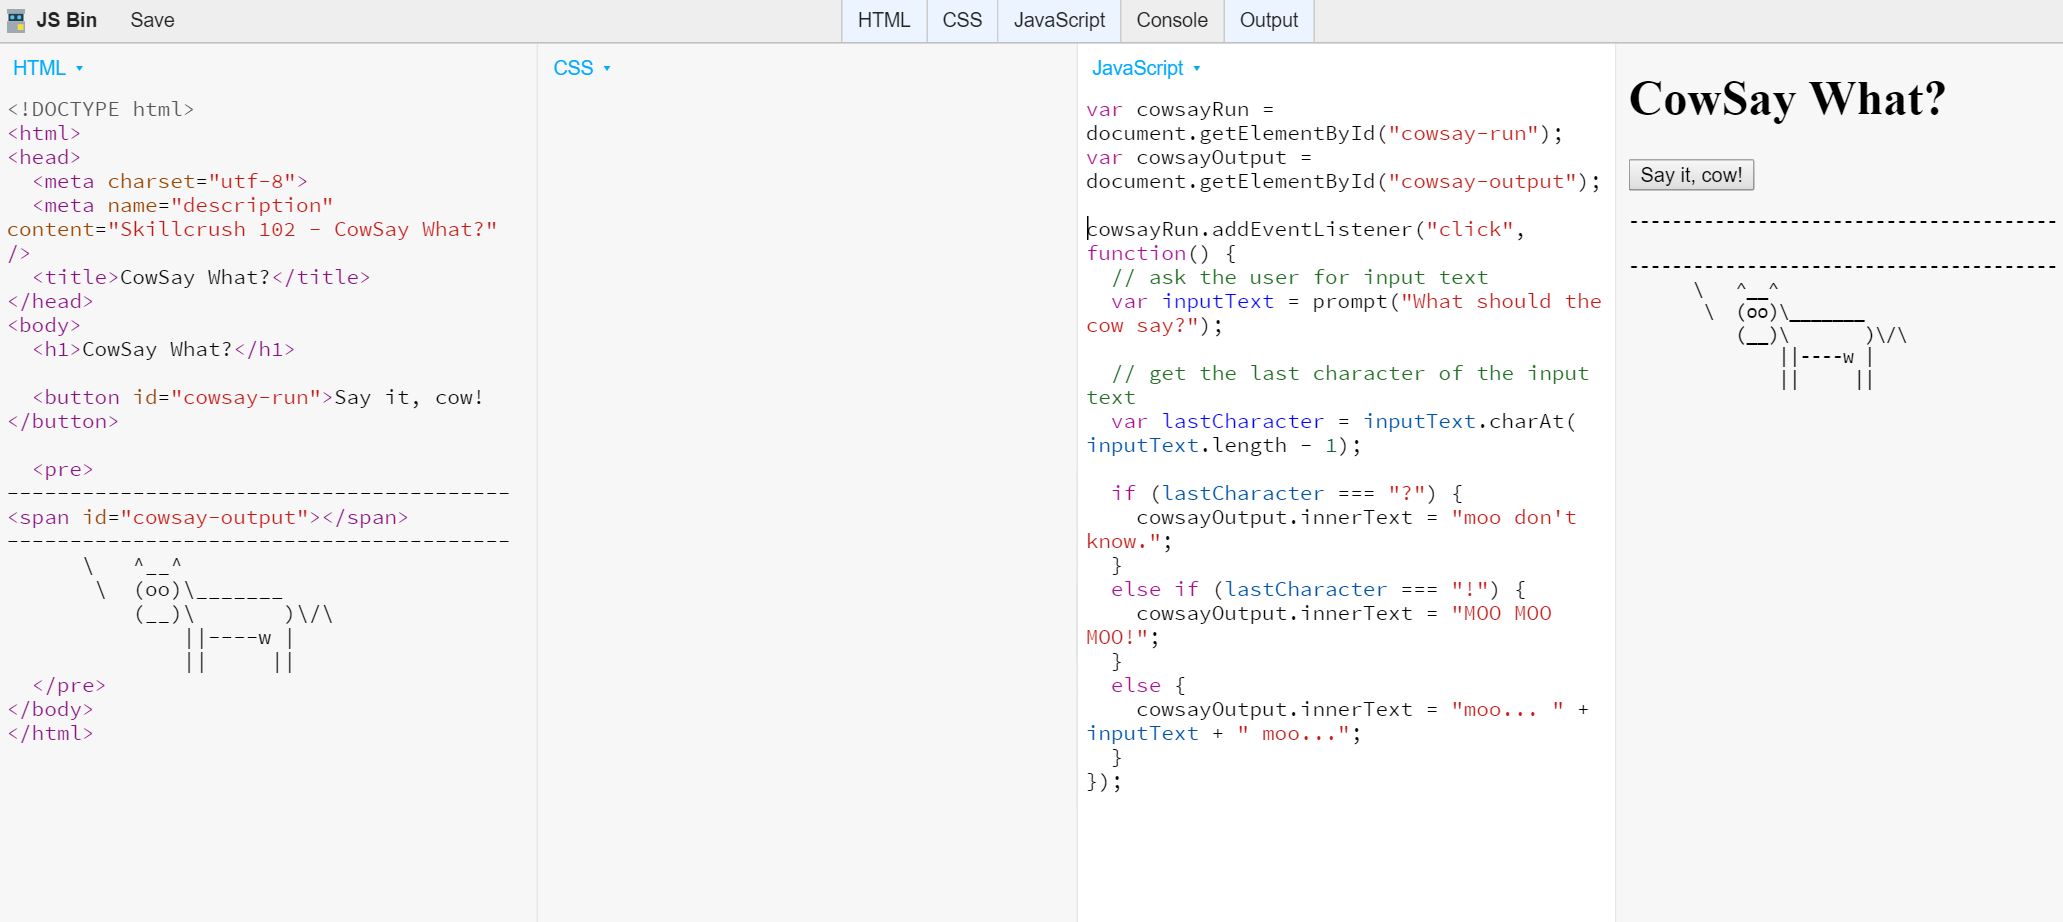 JS Bin Save HTML CSS JavaScript Console Output
HTML
<!DOCTYPE html>
<html>
<head>
  <meta charset="utf-8">
  <meta name="description"
content="Skillcrush 102 - CowSay What?"
/>
  <title>CowSay What?</title>
</head>
<body>
  <h1>CowSay What?</h1>

  <button id="cowsay-run">Say it, cow!
</button>

  <pre>
----------------------------------------
<span id="cowsay-output"></span>
----------------------------------------
      \   ^__^
       \  (oo)\_______
          (__)\       )\/\
              ||----w |
              ||     ||
  </pre>
</body>
</html>
CSS
JavaScript
var cowsayRun =
document.getElementById("cowsay-run");
var cowsayOutput =
document.getElementById("cowsay-output");

cowsayRun.addEventListener("click",
function() {
  // ask the user for input text
  var inputText = prompt("What should the
cow say?");

  // get the last character of the input
text
  var lastCharacter = inputText.charAt(
inputText.length - 1);

  if (lastCharacter === "?") {
    cowsayOutput.innerText = "moo don't
know.";
  }
  else if (lastCharacter === "!") {
    cowsayOutput.innerText = "MOO MOO
MOO!";
  }
  else {
    cowsayOutput.innerText = "moo... " +
inputText + " moo...";
  }
});
CowSay What?
Say it, cow!
----------------------------------------

----------------------------------------
      \   ^__^
       \  (oo)\_______
          (__)\       )\/\
              ||----w |
              ||     ||